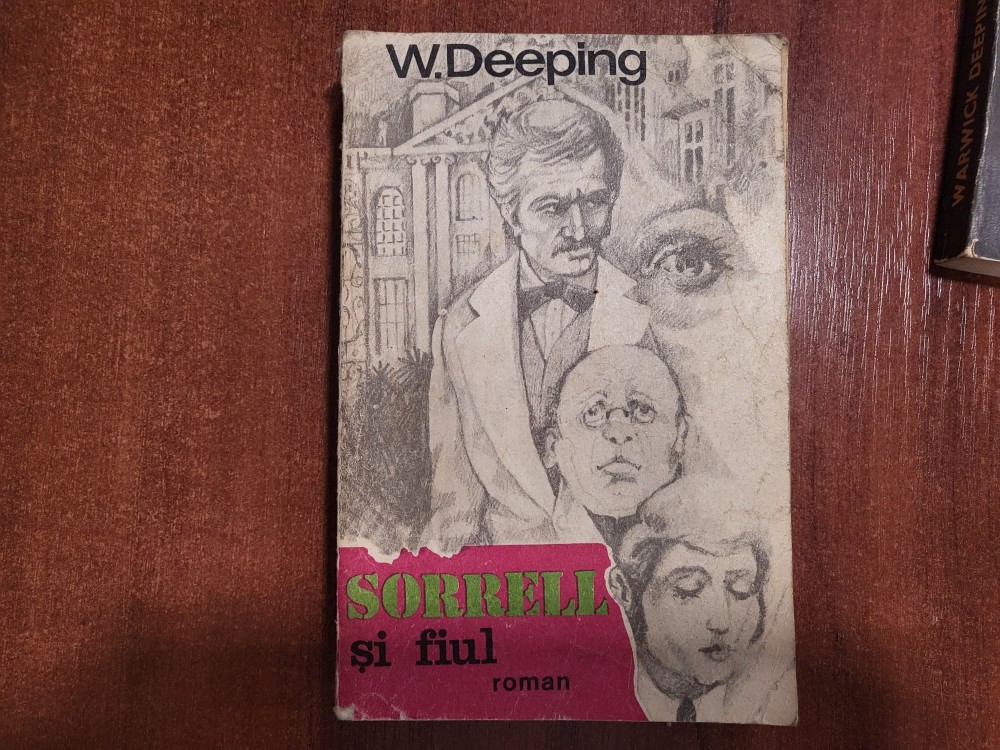 W.Deeping
SORRELL
și fiul
roman
WARWICK DEEPIN